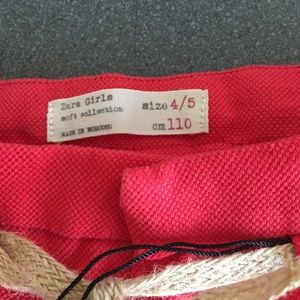 Zara Girls
soft collection
MADE IN MOROCCO
size 4/5
cm 110